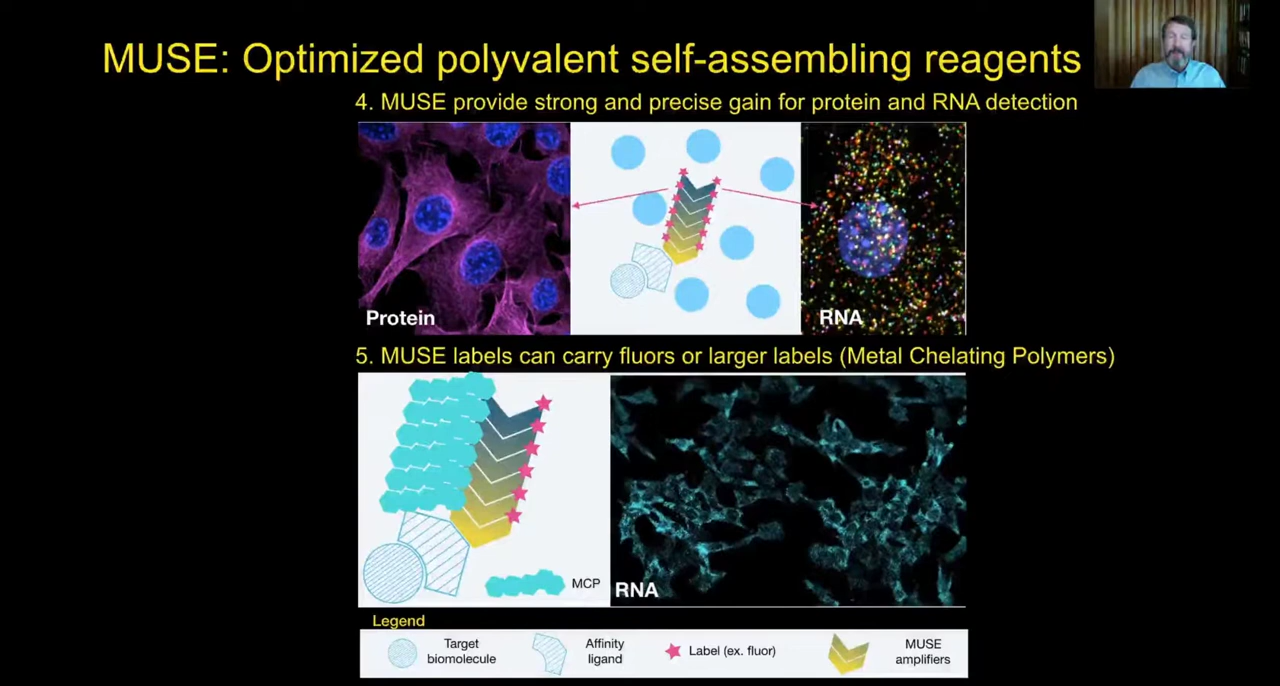 MUSE: Optimized polyvalent self-assembling reagents
4. MUSE provide strong and precise gain for protein and RNA detection
Protein
RNA
5. MUSE labels can carry fluors or larger labels (Metal Chelating Polymers)
MCP
RNA
Legend
Target
biomolecule
Affinity
ligand
Label (ex. fluor)
MUSE
amplifiers